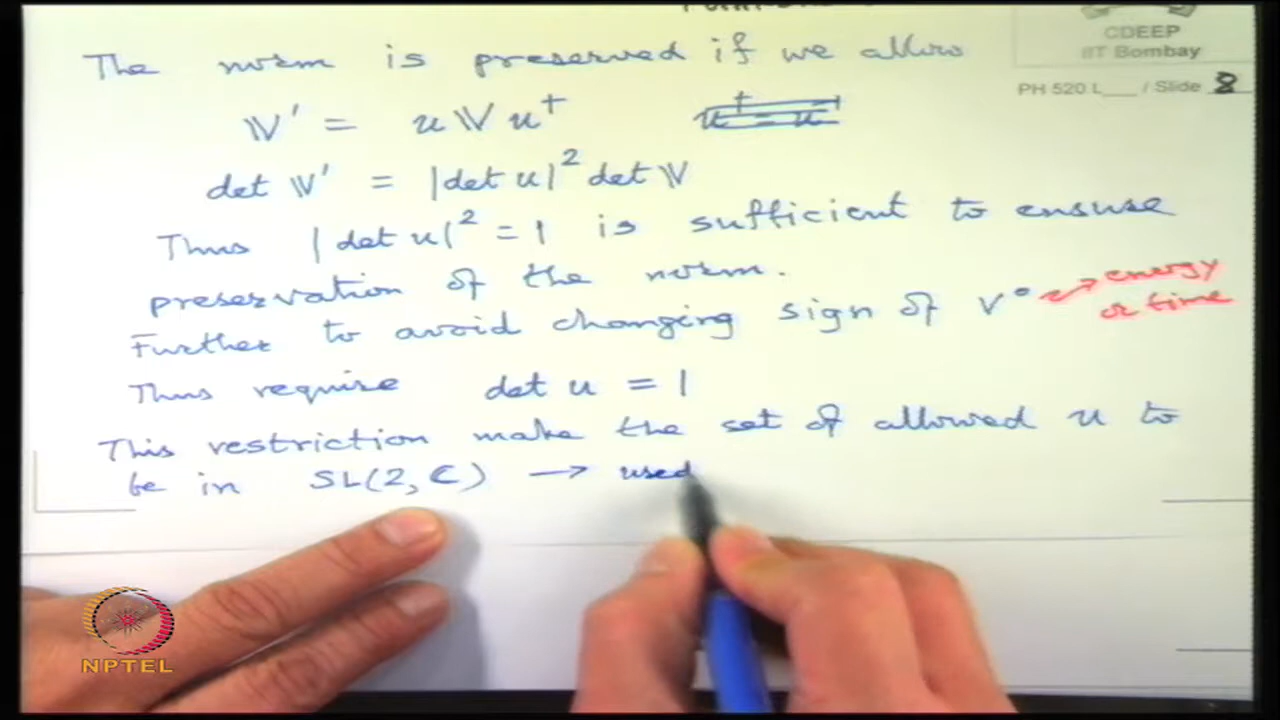 CDEEP
IIT Bombay
PH 520 L___ / Slide 8
The norm is preserved if we allow
𝕍' = u 𝕍 u†
u† = u
det 𝕍' = |det u|² det 𝕍
Thus |det u|² = 1 is sufficient to ensure
preservation of the norm.
Further to avoid changing sign of V⁰ energy
or time
Thus require det u = 1
This restriction make the set of allowed u to
be in SL(2, ℂ) → used
NPTEL